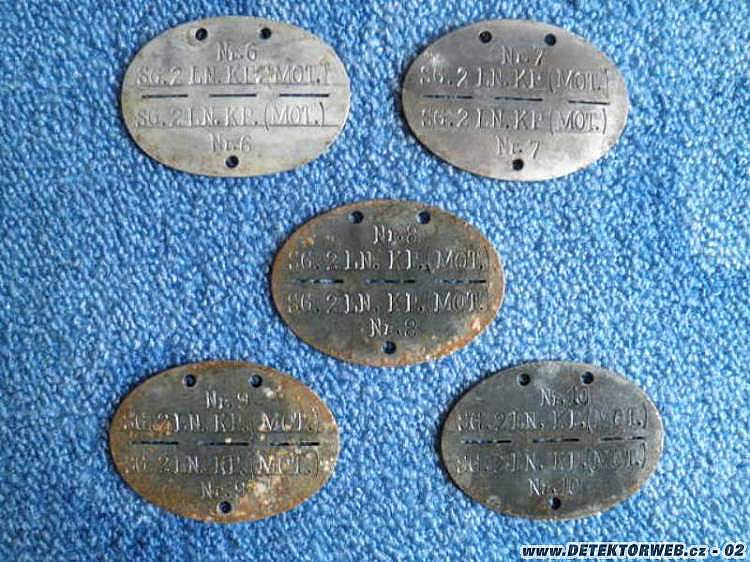 Nr.6
SG.2 LN. KP. (MOT.)
SG.2 LN. KP. (MOT.)
Nr.6
Nr.7
SG.2 LN. KP. (MOT.)
SG.2 LN. KP. (MOT.)
Nr.7
Nr.8
SG.2 LN. KP. (MOT.
SG.2 LN. KP. MOT.
Nr.8
Nr.9
SG.2 LN. KP. (MOT.)
SG.2 LN. KP. (MOT.)
Nr.9
Nr.10
SG.2 LN. KP. (MOT.)
SG.2 LN. KP. (MOT.)
Nr.10
www.DETEKTORWEB.cz - 02